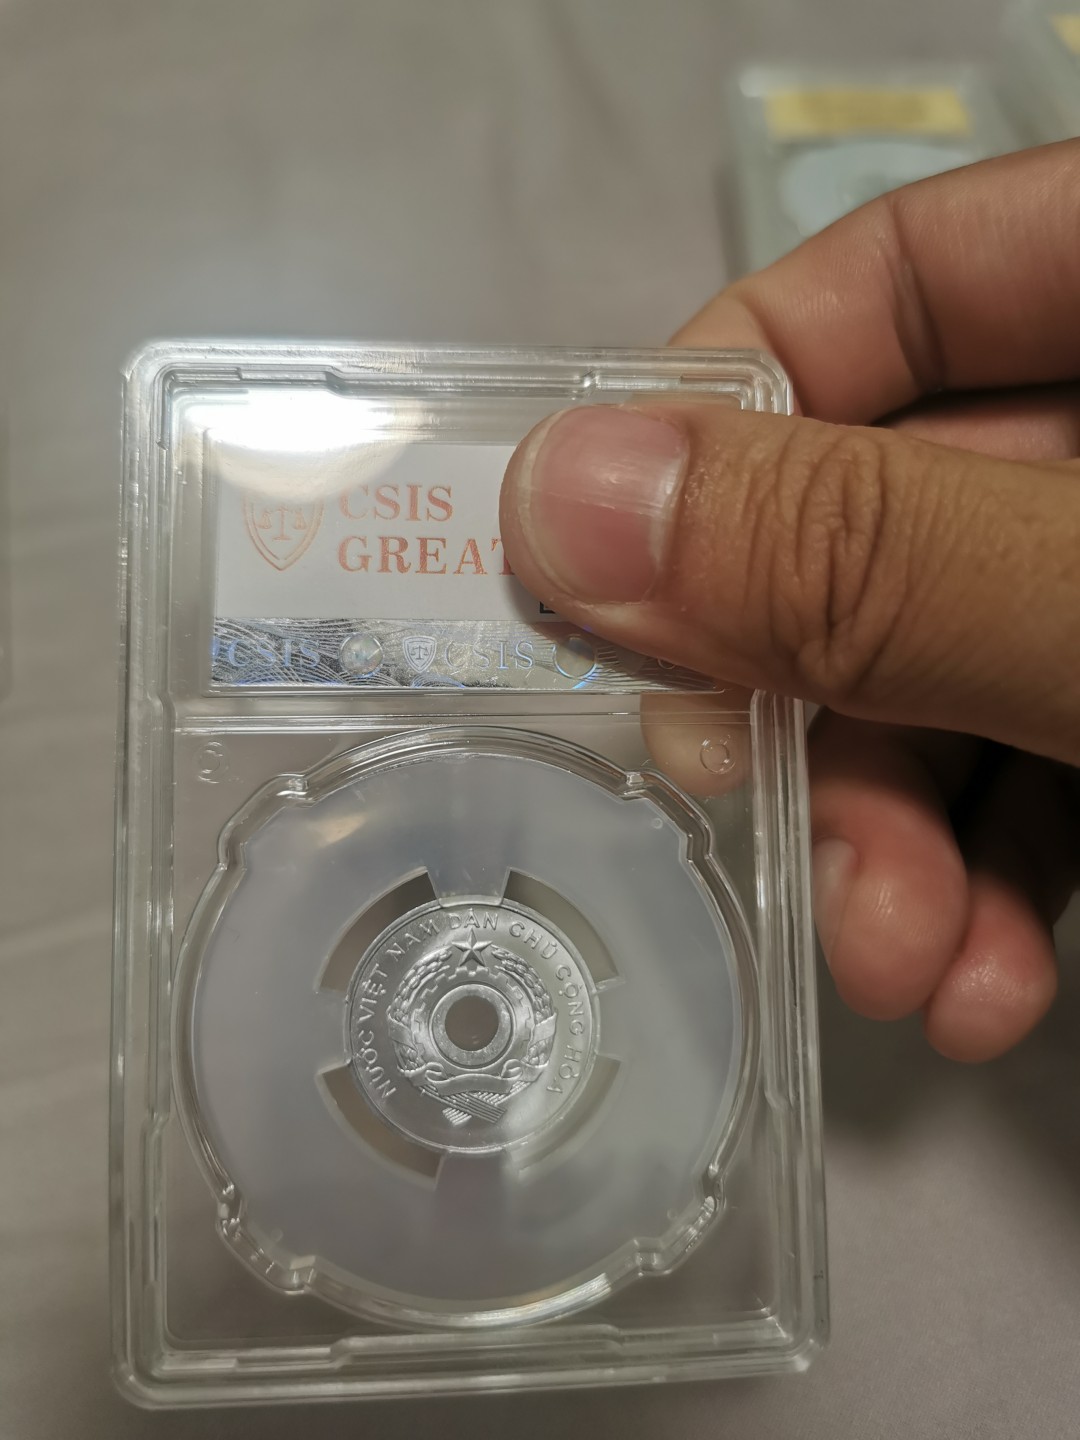 CSIS
GREAT
CSIS CSIS
NƯỚC VIỆT NAM DÂN CHỦ CỘNG HÒA